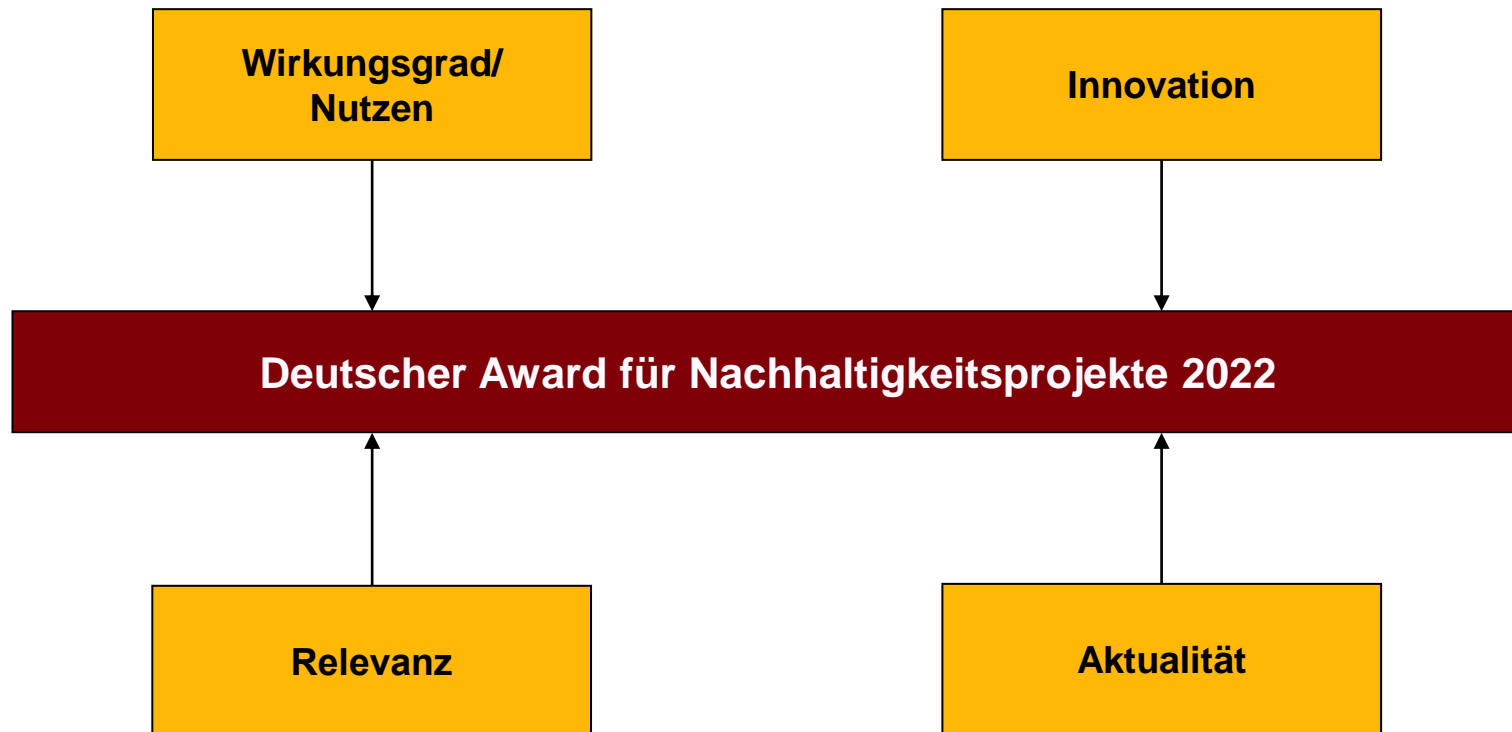 Wirkungsgrad/
Nutzen
Innovation
Deutscher Award für Nachhaltigkeitsprojekte 2022
Relevanz
Aktualität